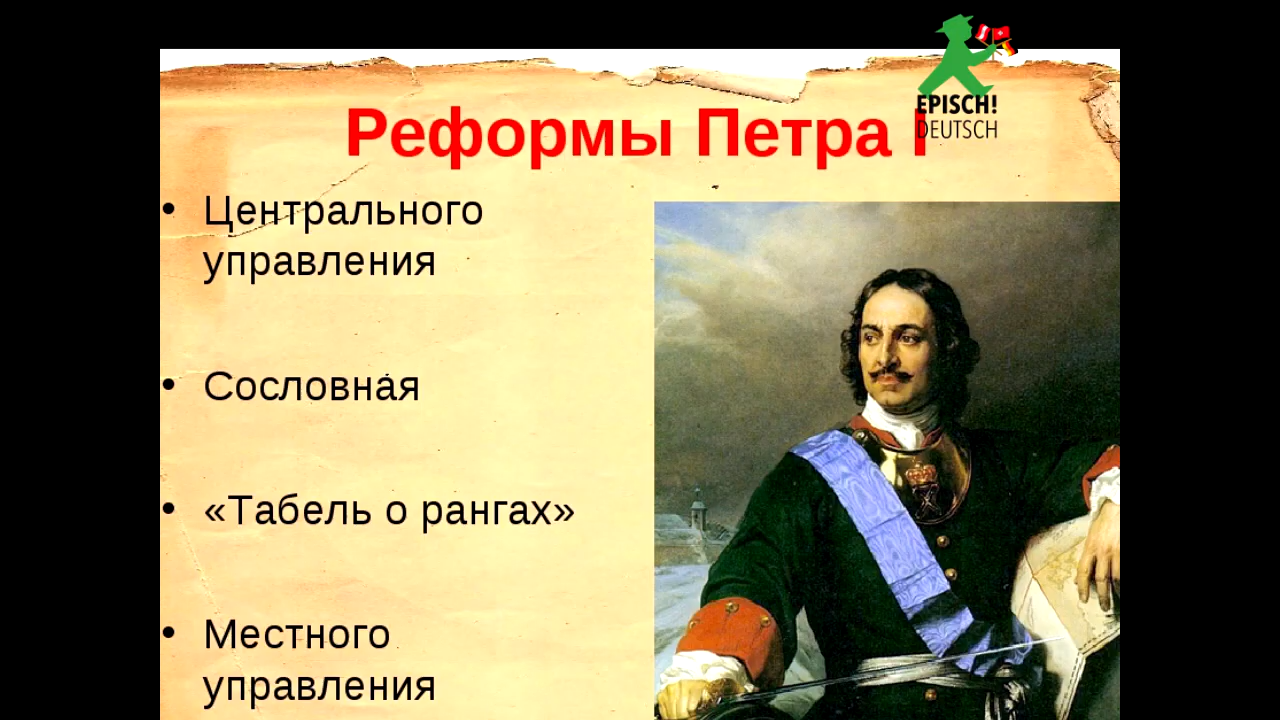 EPISCH!
DEUTSCH
Реформы Петра I
• Центрального
управления
• Сословная
• «Табель о рангах»
• Местного
управления